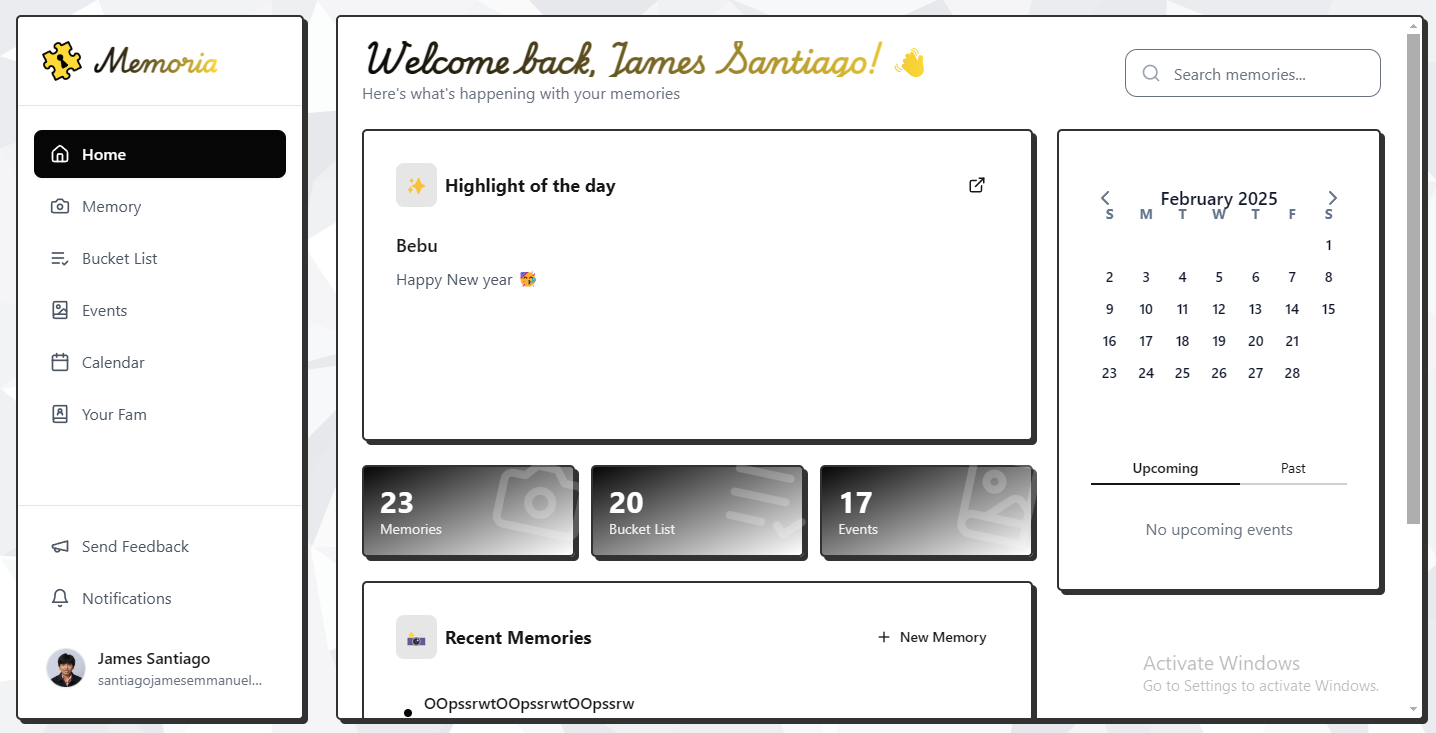 Memoria
Home
Memory
Bucket List
Events
Calendar
Your Fam
Send Feedback
Notifications
James Santiago
santiagojamesemmanuel...
Welcome back, James Santiago! 👋
Here's what's happening with your memories
Search memories...
✨ Highlight of the day
Bebu
Happy New year 🥳
23
Memories
20
Bucket List
17
Events
Recent Memories
+ New Memory
OOpssrwtOOpssrwtOOpssrw
February 2025
S M T W T F S
1
2 3 4 5 6 7 8
9 10 11 12 13 14 15
16 17 18 19 20 21
23 24 25 26 27 28
Upcoming Past
No upcoming events
Activate Windows
Go to Settings to activate Windows.